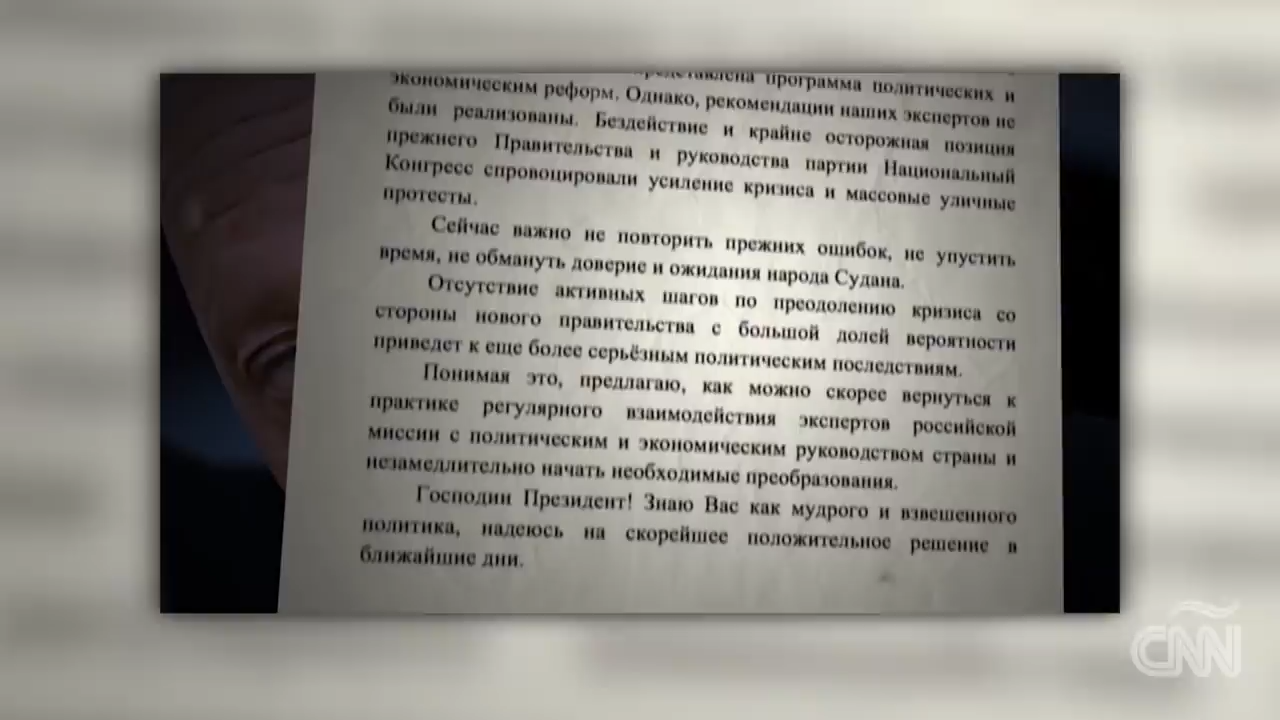 представлена программа политических и
экономическим реформ. Однако, рекомендации наших экспертов не
были реализованы. Бездействие и крайне осторожная позиция
прежнего Правительства и руководства партии Национальный
Конгресс спровоцировали усиление кризиса и массовые уличные
протесты.
Сейчас важно не повторить прежних ошибок, не упустить
время, не обмануть доверие и ожидания народа Судана.
Отсутствие активных шагов по преодолению кризиса со
стороны нового правительства с большой долей вероятности
приведет к еще более серьёзным политическим последствиям.
Понимая это, предлагаю, как можно скорее вернуться к
практике регулярного взаимодействия экспертов российской
миссии с политическим и экономическим руководством страны и
незамедлительно начать необходимые преобразования.
Господин Президент! Знаю Вас как мудрого и взвешенного
политика, надеюсь на скорейшее положительное решение в
ближайшие дни.
CNN